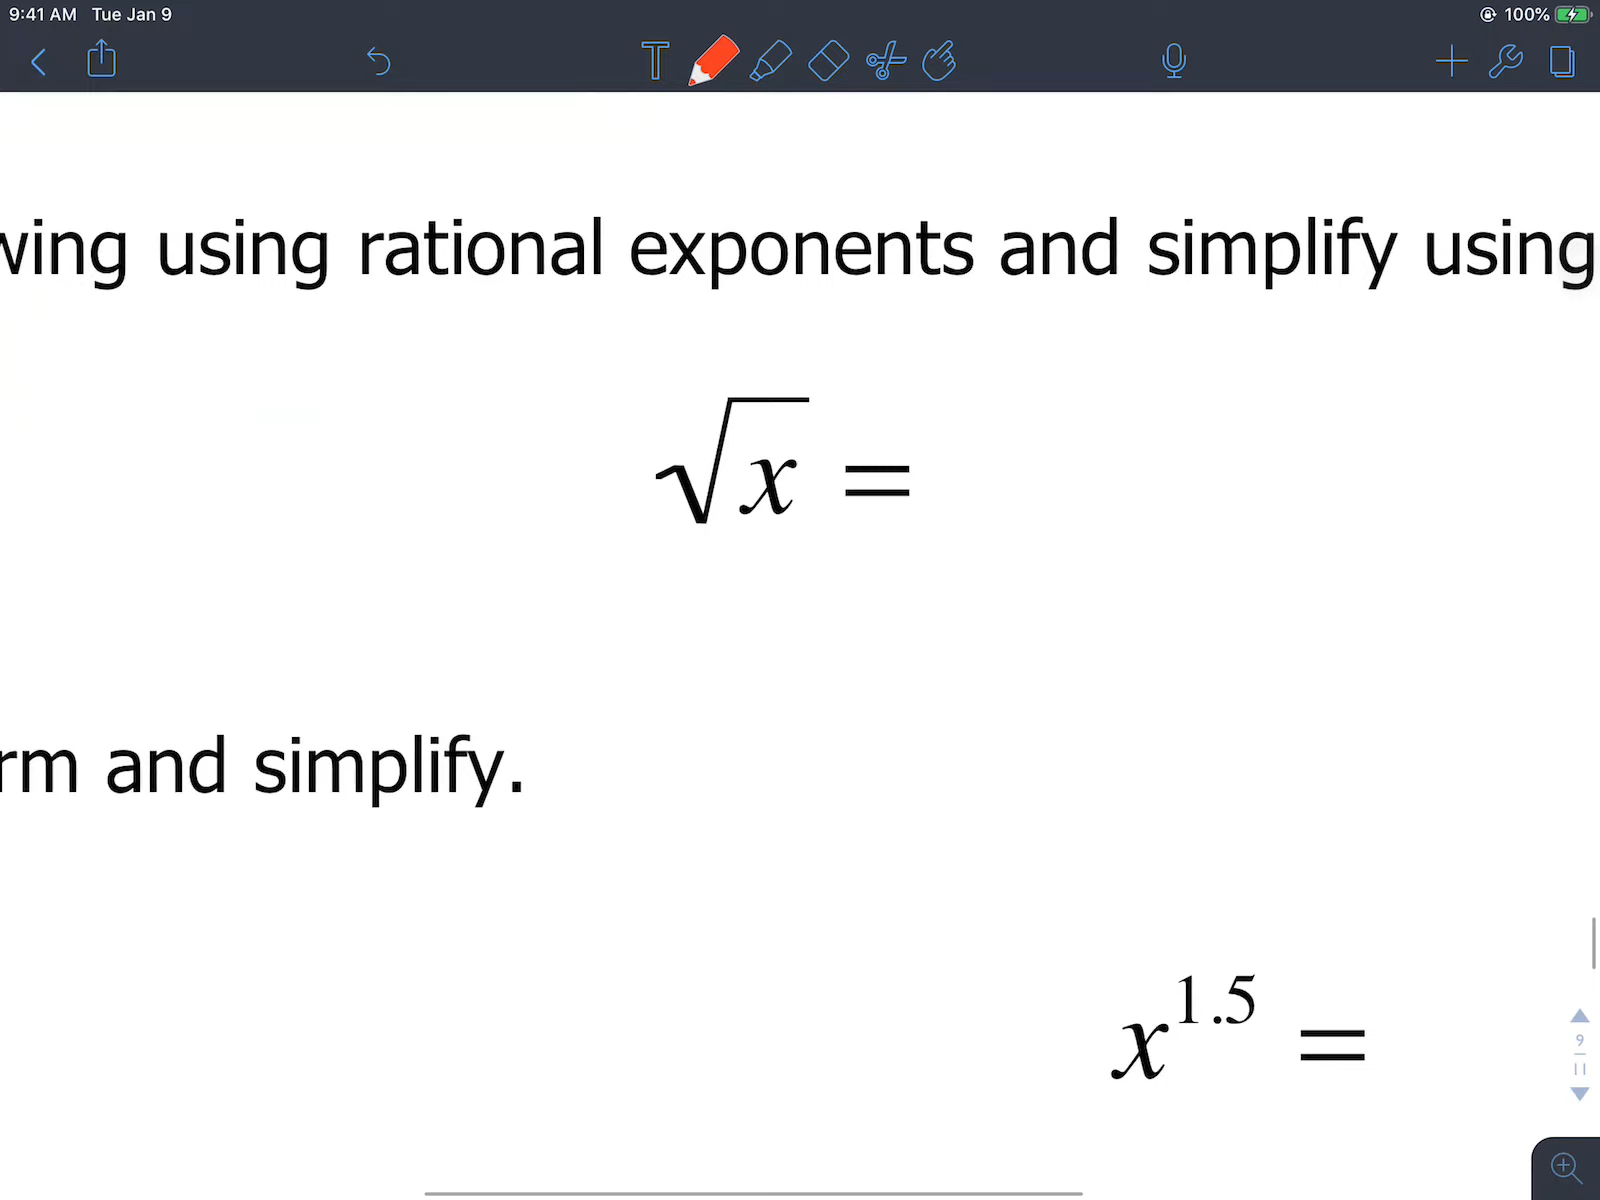 9:41 AM Tue Jan 9 100%
wing using rational exponents and simplify using
√x =
rm and simplify.
x^1.5 =
9
11